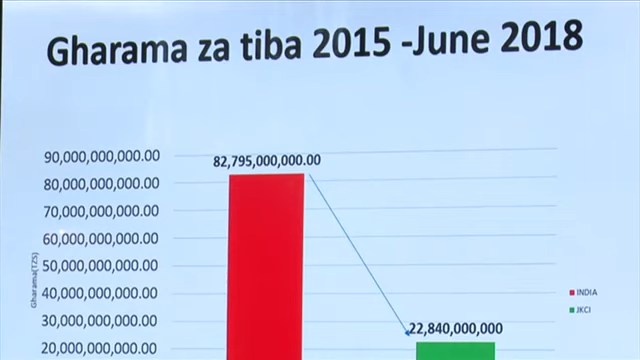 Gharama za tiba 2015 -June 2018
90,000,000,000.00
82,795,000,000.00
80,000,000,000.00
70,000,000,000.00
60,000,000,000.00
50,000,000,000.00
40,000,000,000.00
30,000,000,000.00
20,000,000,000.00
Gharama(TZS)
22,840,000,000
INDIA
JKCI